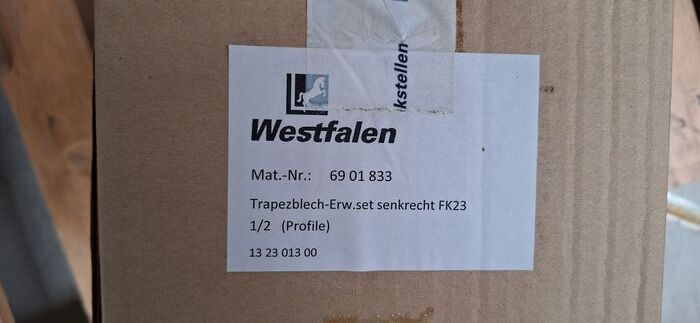 kstellen
Westfalen
Mat.-Nr.: 69 01 833
Trapezblech-Erw.set senkrecht FK23
1/2 (Profile)
13 23 013 00